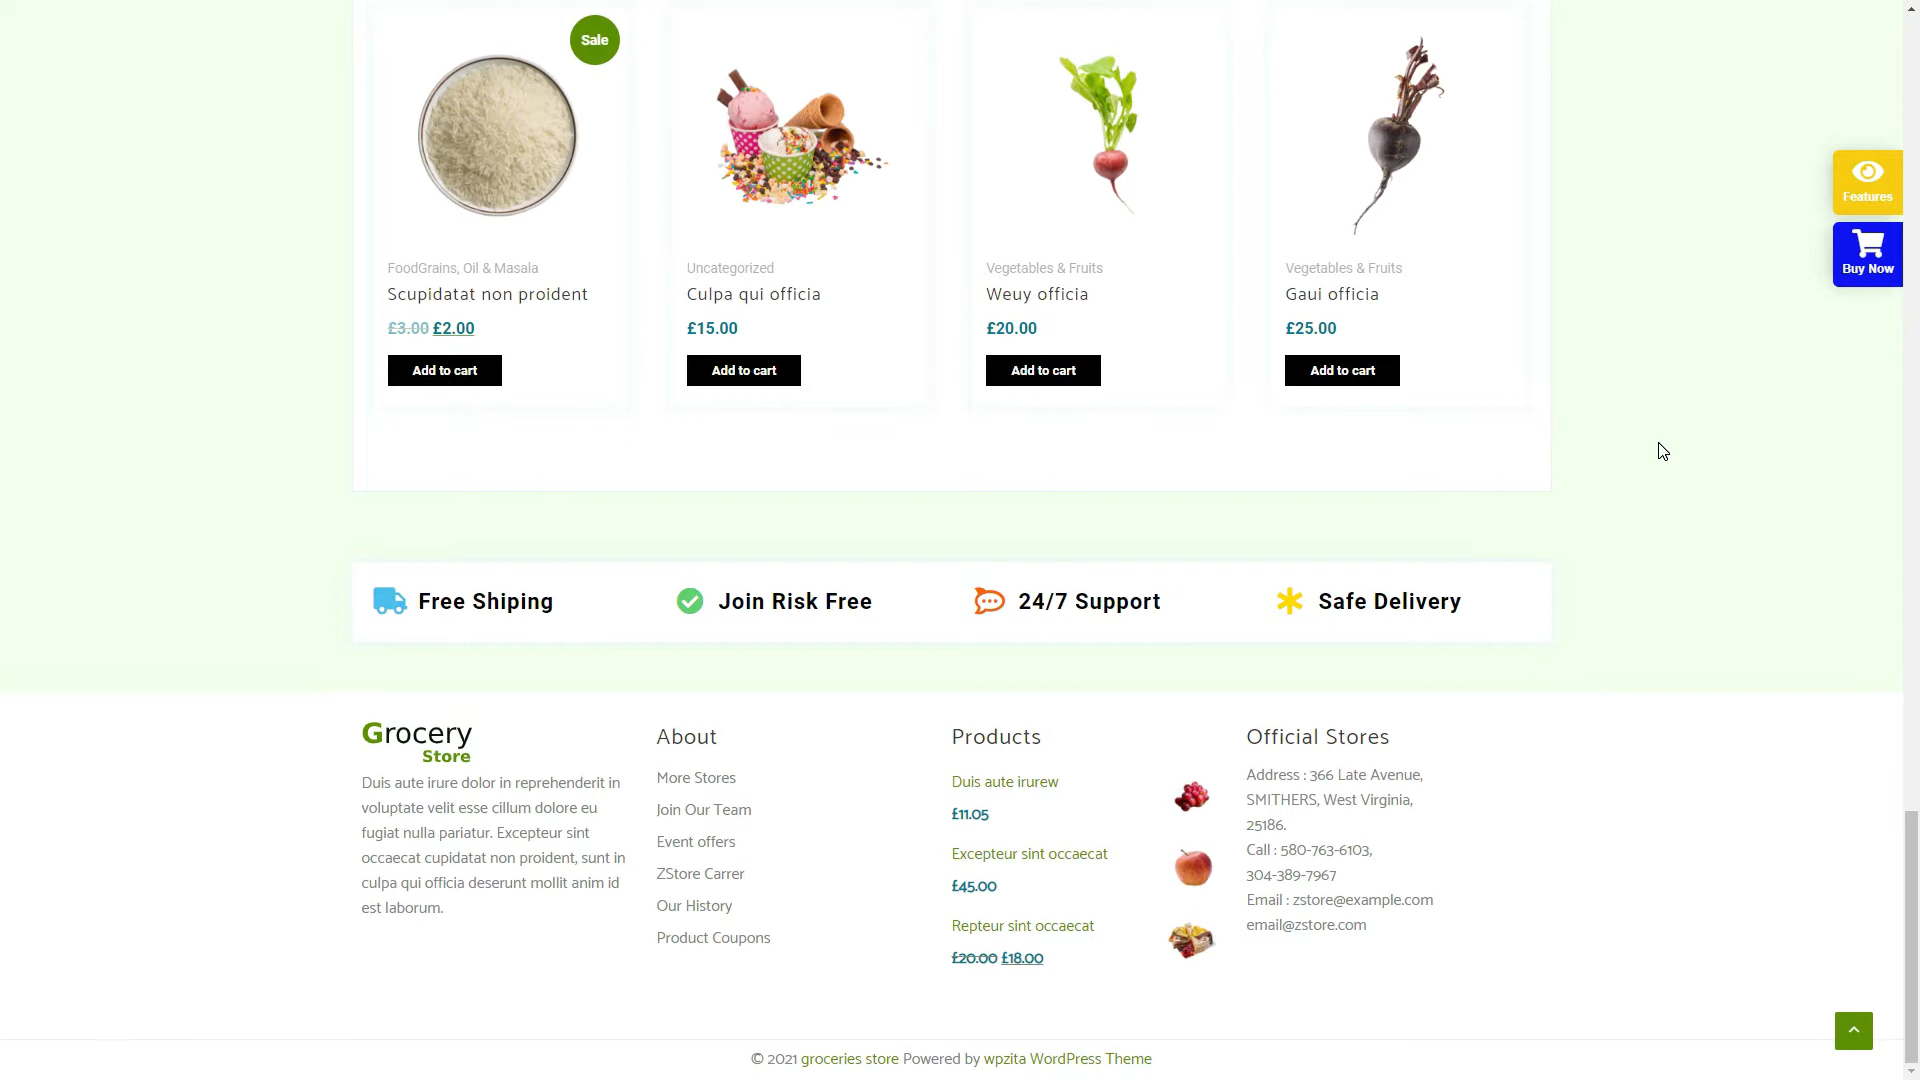 Sale
FoodGrains, Oil & Masala
Scupidatat non proident
£3.00 £2.00
Add to cart
Uncategorized
Culpa qui officia
£15.00
Add to cart
Vegetables & Fruits
Weuy officia
£20.00
Add to cart
Vegetables & Fruits
Gaui officia
£25.00
Add to cart
Features
Buy Now
Free Shiping
Join Risk Free
24/7 Support
Safe Delivery
Grocery
Store
Duis aute irure dolor in reprehenderit in
voluptate velit esse cillum dolore eu
fugiat nulla pariatur. Excepteur sint
occaecat cupidatat non proident, sunt in
culpa qui officia deserunt mollit anim id
est laborum.
About
More Stores
Join Our Team
Event offers
ZStore Carrer
Our History
Product Coupons
Products
Duis aute irurew
£11.05
Excepteur sint occaecat
£45.00
Repteur sint occaecat
£20.00 £18.00
Official Stores
Address : 366 Late Avenue,
SMITHERS, West Virginia,
25186.
Call : 580-763-6103,
304-389-7967
Email : zstore@example.com
email@zstore.com
© 2021 groceries store Powered by wpzita WordPress Theme